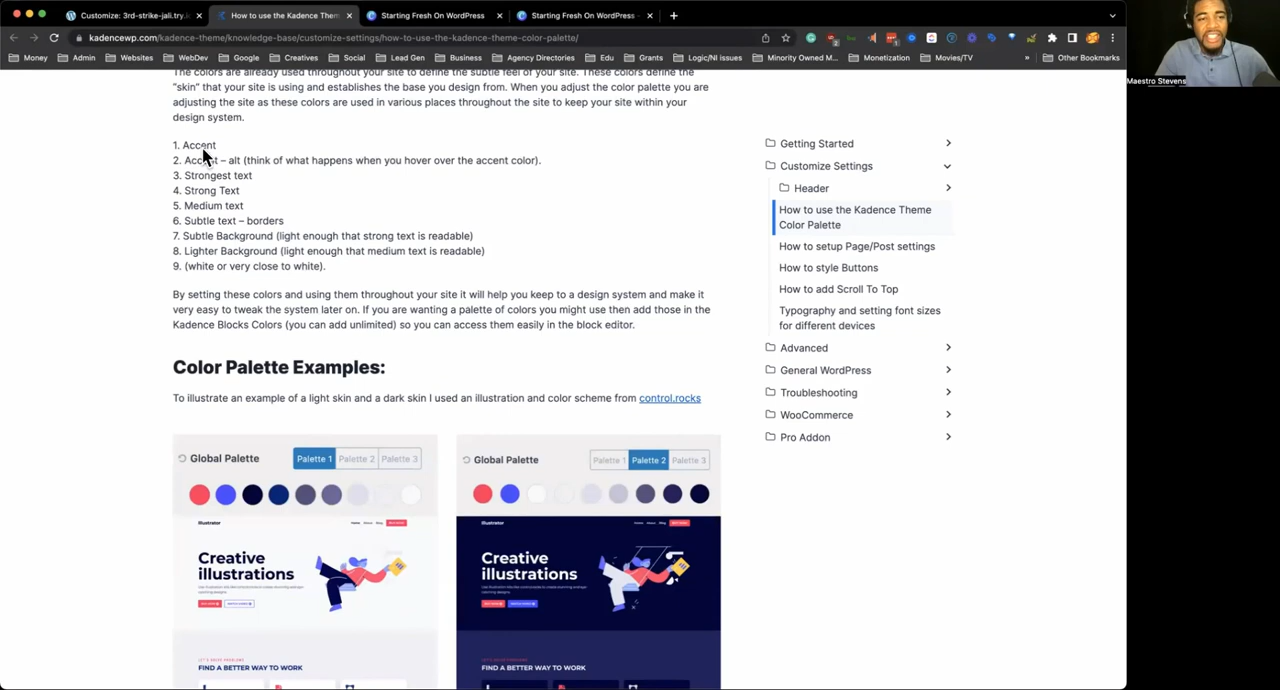 Customize: 3rd-strike-jali.try.i
How to use the Kadence Theme
Starting Fresh On WordPress
Starting Fresh On WordPress
kadencewp.com/kadence-theme/knowledge-base/customize-settings/how-to-use-the-kadence-theme-color-palette/
Money
Admin
Websites
WebDev
Google
Creatives
Social
Lead Gen
Business
Agency Directories
Edu
Grants
Logic/NI issues
Minority Owned M...
Monetization
Movies/TV
»
Other Bookmarks
Maestro Stevens
The colors are already used throughout your site to define the subtle feel of your site. These colors define the
"skin" that your site is using and establishes the base you design from. When you adjust the color palette you are
adjusting the site as these colors are used in various places throughout the site to keep your site within your
design system.
1. Accent
2. Accent – alt (think of what happens when you hover over the accent color).
3. Strongest text
4. Strong Text
5. Medium text
6. Subtle text – borders
7. Subtle Background (light enough that strong text is readable)
8. Lighter Background (light enough that medium text is readable)
9. (white or very close to white).
By setting these colors and using them throughout your site it will help you keep to a design system and make it
very easy to tweak the system later on. If you are wanting a palette of colors you might use then add those in the
Kadence Blocks Colors (you can add unlimited) so you can access them easily in the block editor.
Color Palette Examples:
To illustrate an example of a light skin and a dark skin I used an illustration and color scheme from control.rocks
Global Palette
Palette 1
Palette 2
Palette 3
Illustrator
Creative
illustrations
FIND A BETTER WAY TO WORK
Global Palette
Palette 1
Palette 2
Palette 3
Illustrator
Creative
illustrations
FIND A BETTER WAY TO WORK
Getting Started
Customize Settings
Header
How to use the Kadence Theme
Color Palette
How to setup Page/Post settings
How to style Buttons
How to add Scroll To Top
Typography and setting font sizes
for different devices
Advanced
General WordPress
Troubleshooting
WooCommerce
Pro Addon